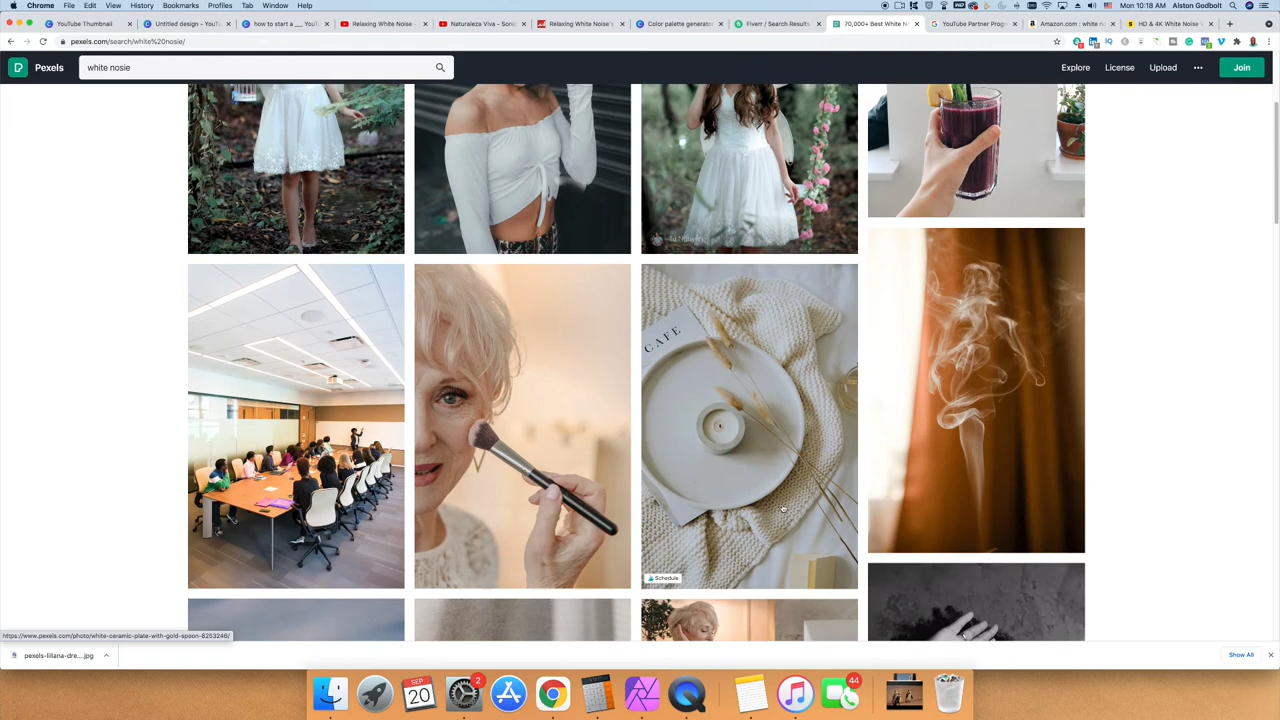 Chrome File Edit View History Bookmarks Profiles Tab Window Help
Mon 10:18 AM Alston Godbolt
YouTube Thumbnail
Untitled design - YouTu
how to start a ___ YouTu
Relaxing White Noise -
Naturaleza Viva - Soni
Relaxing White Noise's
Color palette generator
Fiverr / Search Results
70,000+ Best White N
YouTube Partner Prog
Amazon.com : white no
HD & 4K White Noise V
pexels.com/search/white%20nosie/
Pexels
white nosie
Explore License Upload
Join
CAFE
Schedule
https://www.pexels.com/photo/white-ceramic-plate-with-gold-spoon-8253246/
pexels-liliana-dre....jpg
Show All
SEP
20
2
44